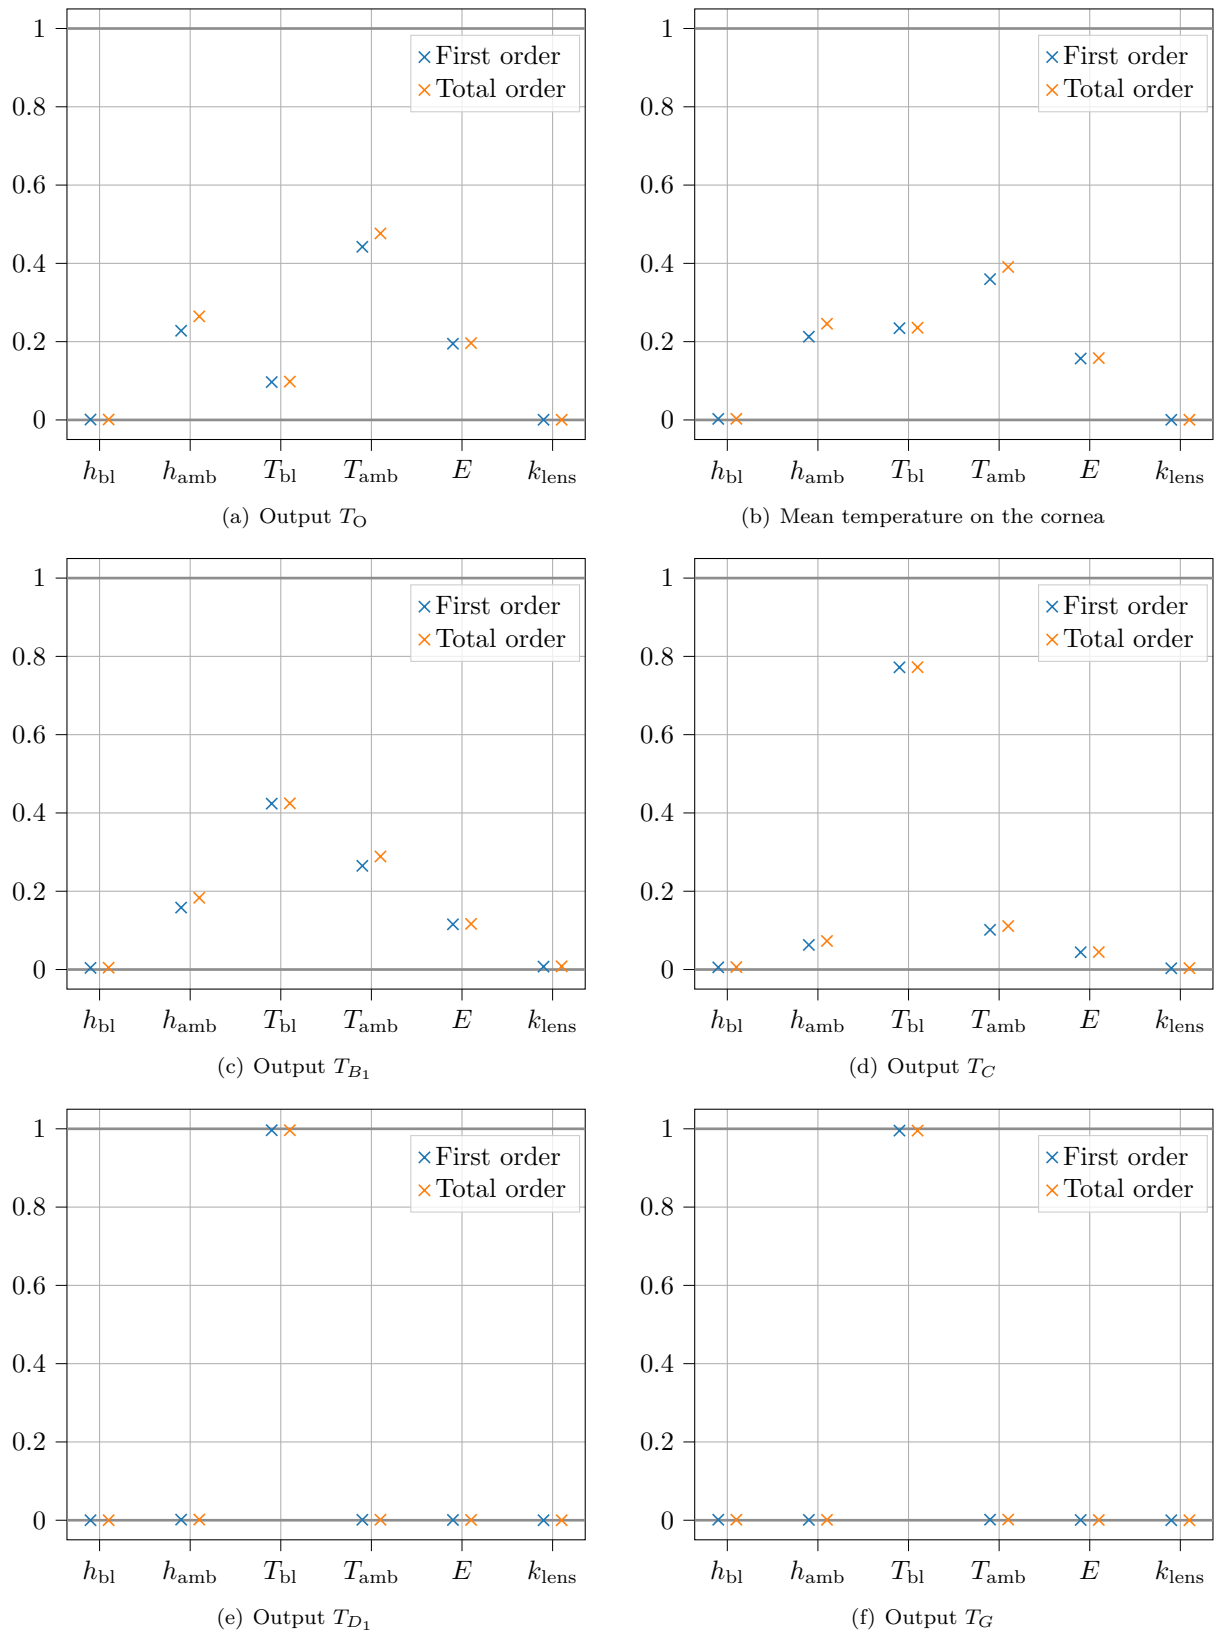 1
0.8
0.6
0.4
0.2
0
First order
Total order
h_bl h_amb T_bl T_amb E k_lens
(a) Output T_O
1
0.8
0.6
0.4
0.2
0
First order
Total order
h_bl h_amb T_bl T_amb E k_lens
(b) Mean temperature on the cornea
1
0.8
0.6
0.4
0.2
0
First order
Total order
h_bl h_amb T_bl T_amb E k_lens
(c) Output T_{B_1}
1
0.8
0.6
0.4
0.2
0
First order
Total order
h_bl h_amb T_bl T_amb E k_lens
(d) Output T_C
1
0.8
0.6
0.4
0.2
0
First order
Total order
h_bl h_amb T_bl T_amb E k_lens
(e) Output T_{D_1}
1
0.8
0.6
0.4
0.2
0
First order
Total order
h_bl h_amb T_bl T_amb E k_lens
(f) Output T_G